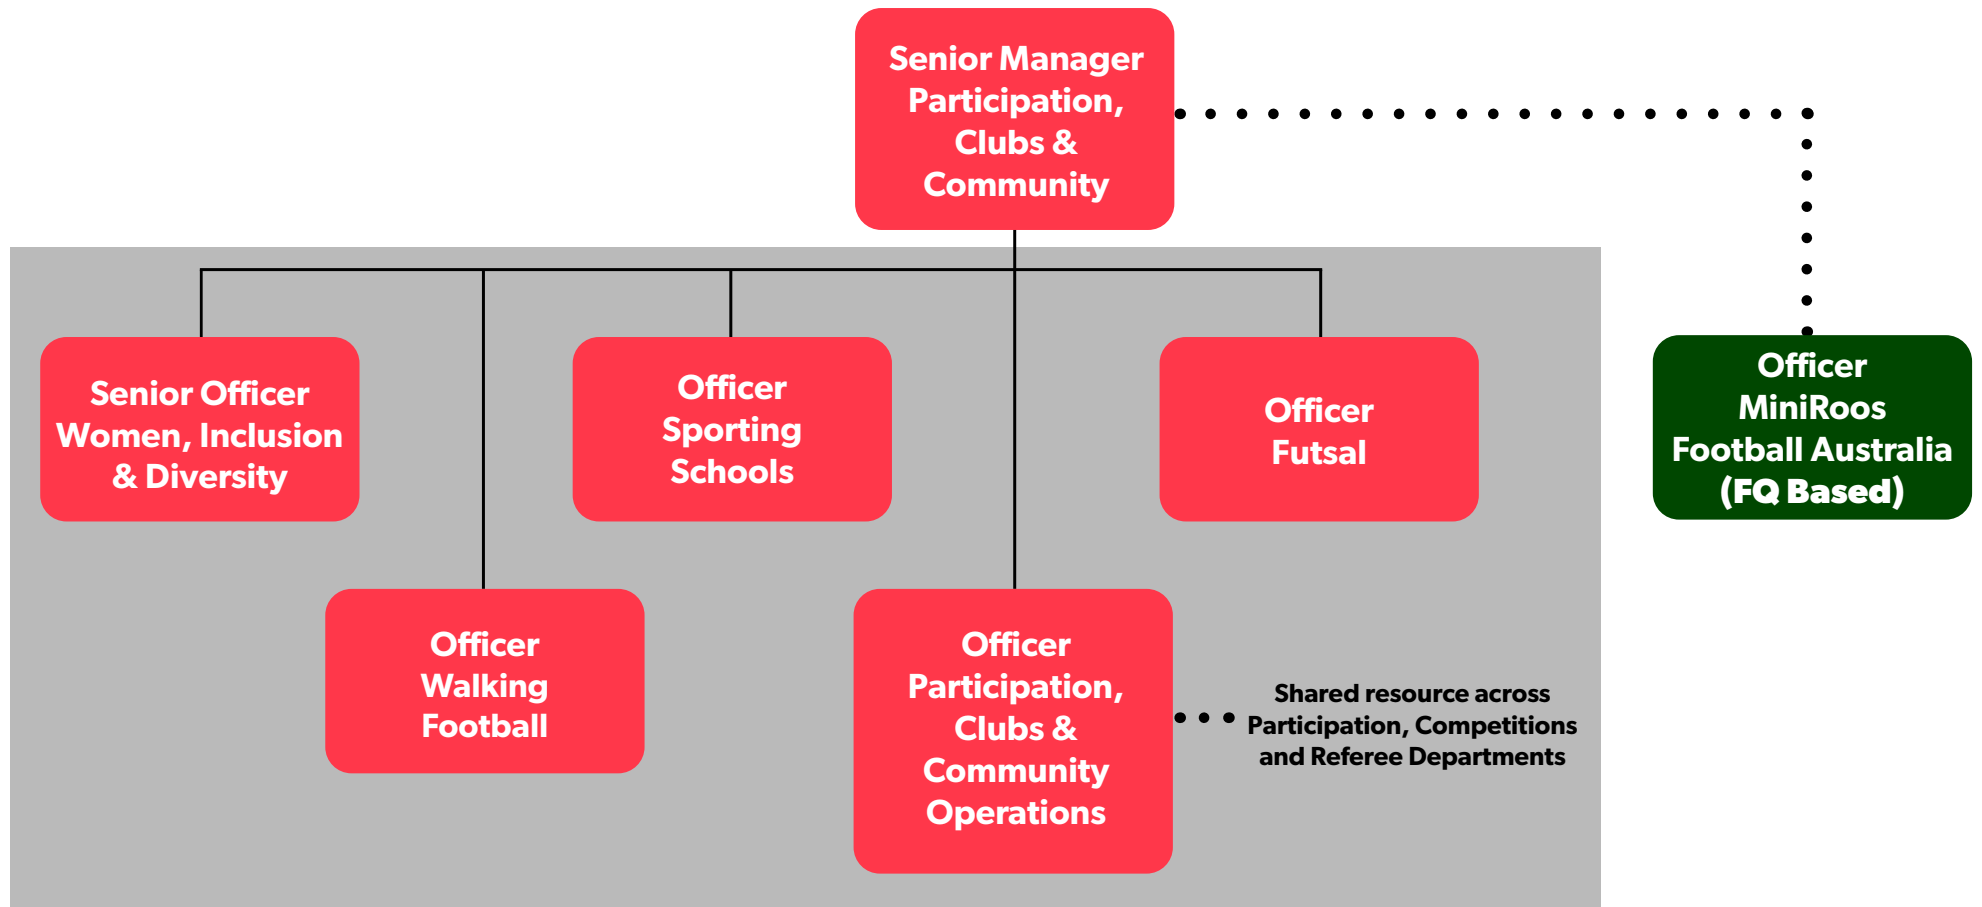 Senior Manager
Participation,
Clubs &
Community
Senior Officer
Women, Inclusion
& Diversity
Officer
Sporting
Schools
Officer
Futsal
Officer
MiniRoos
Football Australia
(FQ Based)
Officer
Walking
Football
Officer
Participation,
Clubs &
Community
Operations
Shared resource across
Participation, Competitions
and Referee Departments